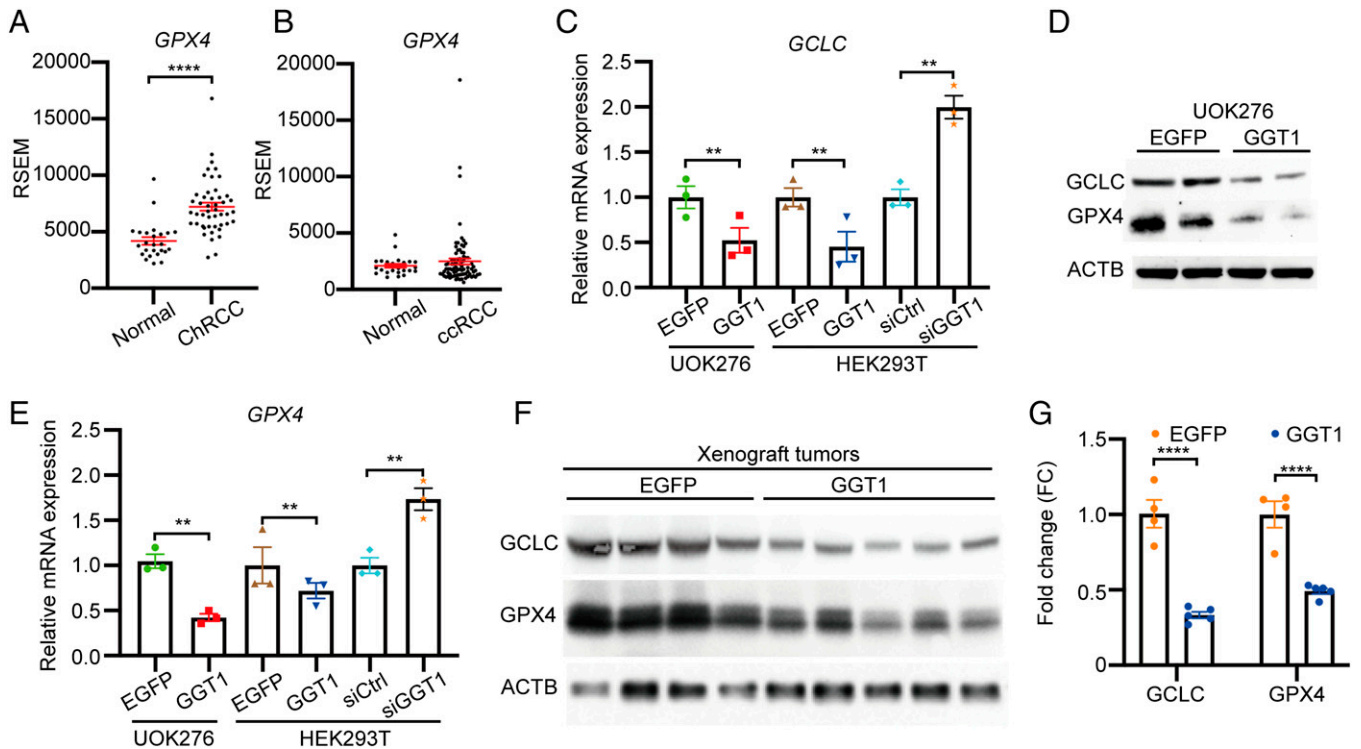 A
GPX4
****
20000
15000
10000
5000
0
RSEM
Normal
ChRCC
B
GPX4
20000
15000
10000
5000
0
RSEM
Normal
ccRCC
C
GCLC
Relative mRNA expression
2.5
2.0
1.5
1.0
0.5
0.0
** ** **
EGFP GGT1 EGFP GGT1 siCtrl siGGT1
UOK276 HEK293T
D
UOK276
EGFP GGT1
GCLC
GPX4
ACTB
E
GPX4
Relative mRNA expression
2.5
2.0
1.5
1.0
0.5
0.0
** ** **
EGFP GGT1 EGFP GGT1 siCtrl siGGT1
UOK276 HEK293T
F
Xenograft tumors
EGFP GGT1
GCLC
GPX4
ACTB
G
EGFP GGT1
**** ****
Fold change (FC)
1.5
1.0
0.5
0
GCLC GPX4